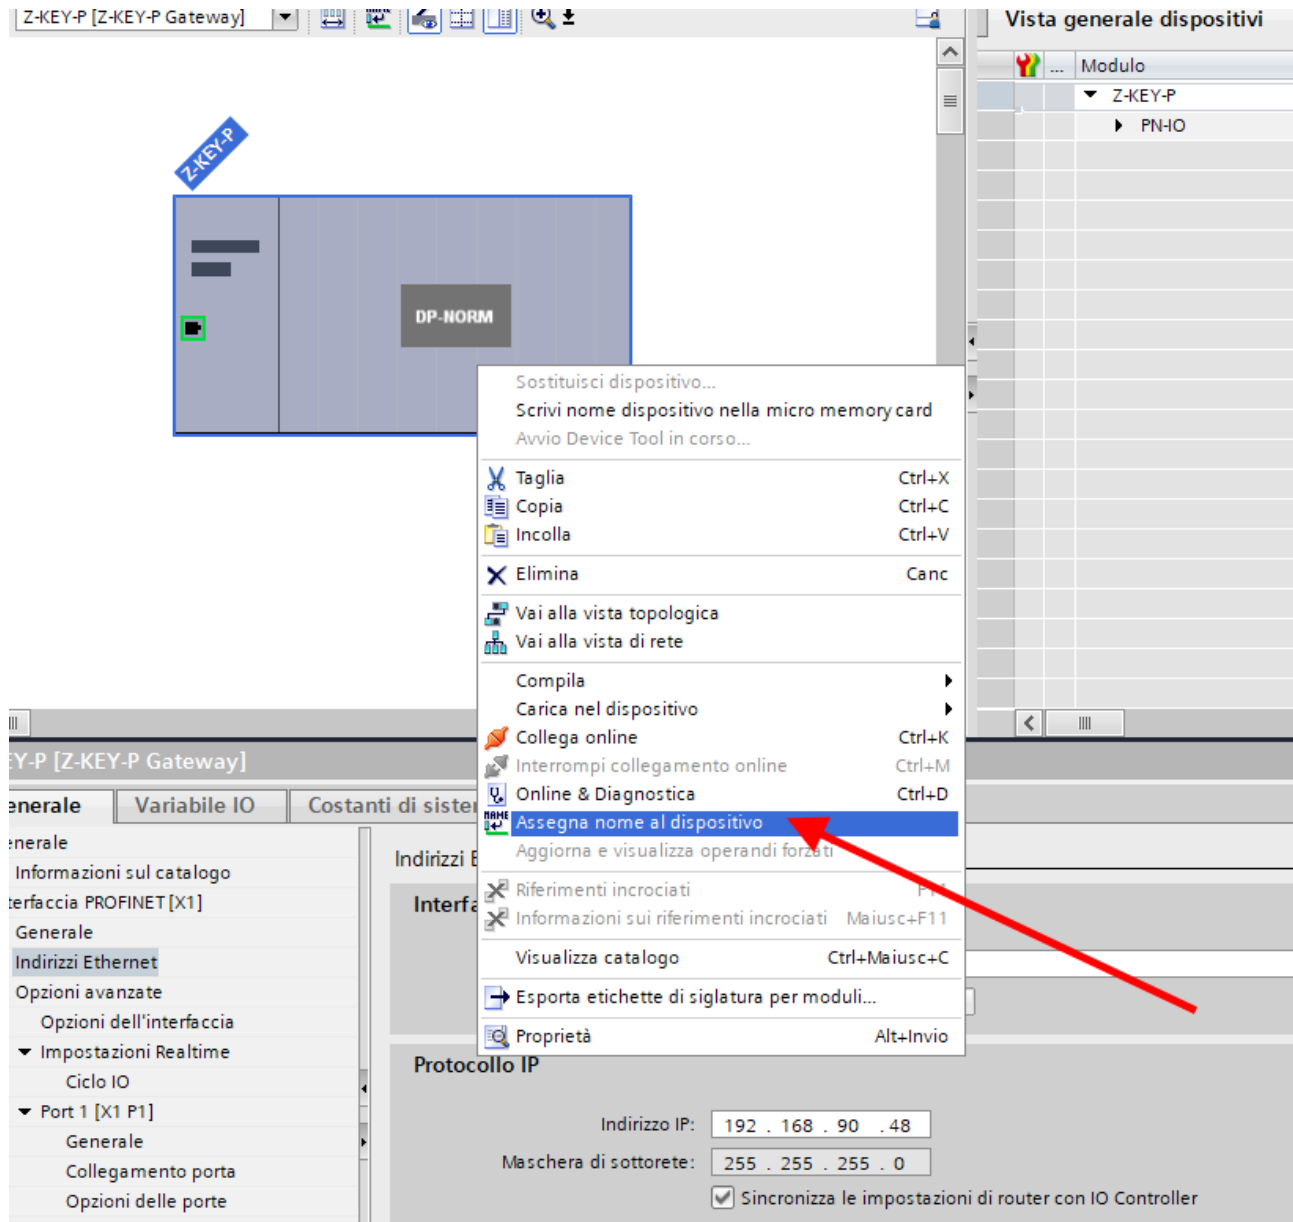 Z-KEY-P [Z-KEY-P Gateway]
Vista generale dispositivi
... Modulo
Z-KEY-P
PN-IO
Z-KEY-P
DP-NORM
Sostituisci dispositivo...
Scrivi nome dispositivo nella micro memory card
Avvio Device Tool in corso...
Taglia Ctrl+X
Copia Ctrl+C
Incolla Ctrl+V
Elimina Canc
Vai alla vista topologica
Vai alla vista di rete
Compila
Carica nel dispositivo
Collega online Ctrl+K
Interrompi collegamento online Ctrl+M
Online & Diagnostica Ctrl+D
NAME Assegna nome al dispositivo
Aggiorna e visualizza operandi forzati
Riferimenti incrociati F11
Informazioni sui riferimenti incrociati Maiusc+F11
Visualizza catalogo Ctrl+Maiusc+C
Esporta etichette di siglatura per moduli...
Proprietà Alt+Invio
EY-P [Z-KEY-P Gateway]
enerale Variabile IO Costanti di sister
enerale
Informazioni sul catalogo
terfaccia PROFINET [X1]
Generale
Indirizzi Ethernet
Opzioni avanzate
Opzioni dell'interfaccia
Impostazioni Realtime
Ciclo IO
Port 1 [X1 P1]
Generale
Collegamento porta
Opzioni delle porte
Indirizzi E
Interfa
Protocollo IP
Indirizzo IP: 192 . 168 . 90 . 48
Maschera di sottorete: 255 . 255 . 255 . 0
Sincronizza le impostazioni di router con IO Controller